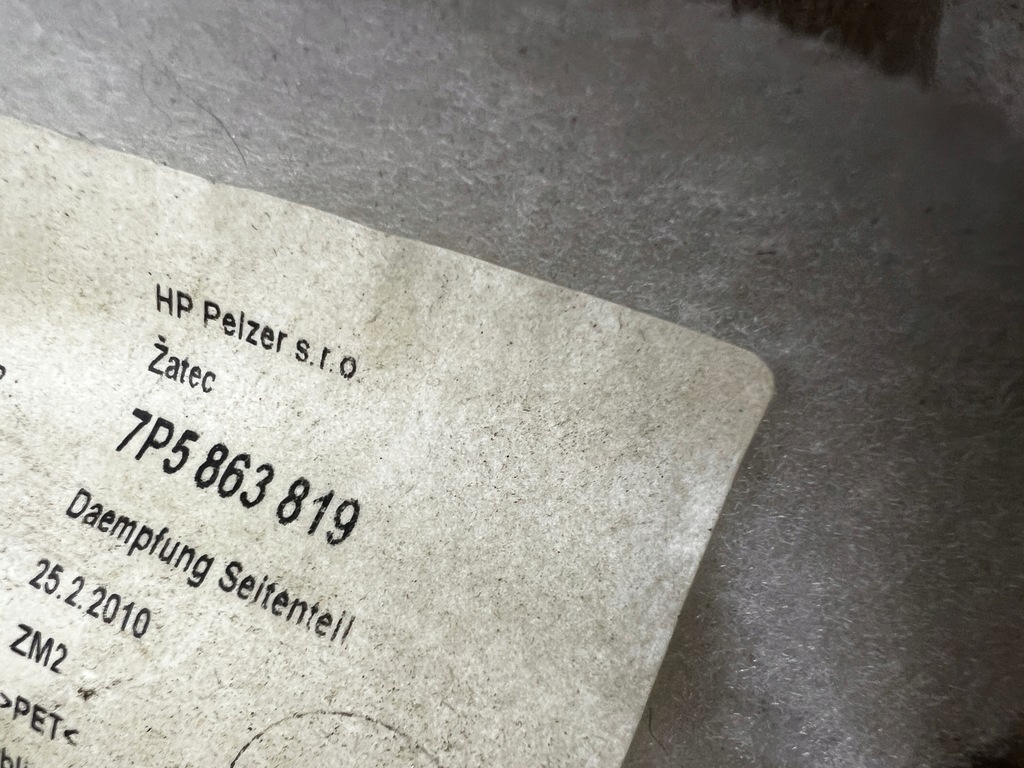 HP Pelzer s.r.o.
Žatec
7P5 863 819
Daempfung Seitenteil
25.2.2010
ZM2
>PET<